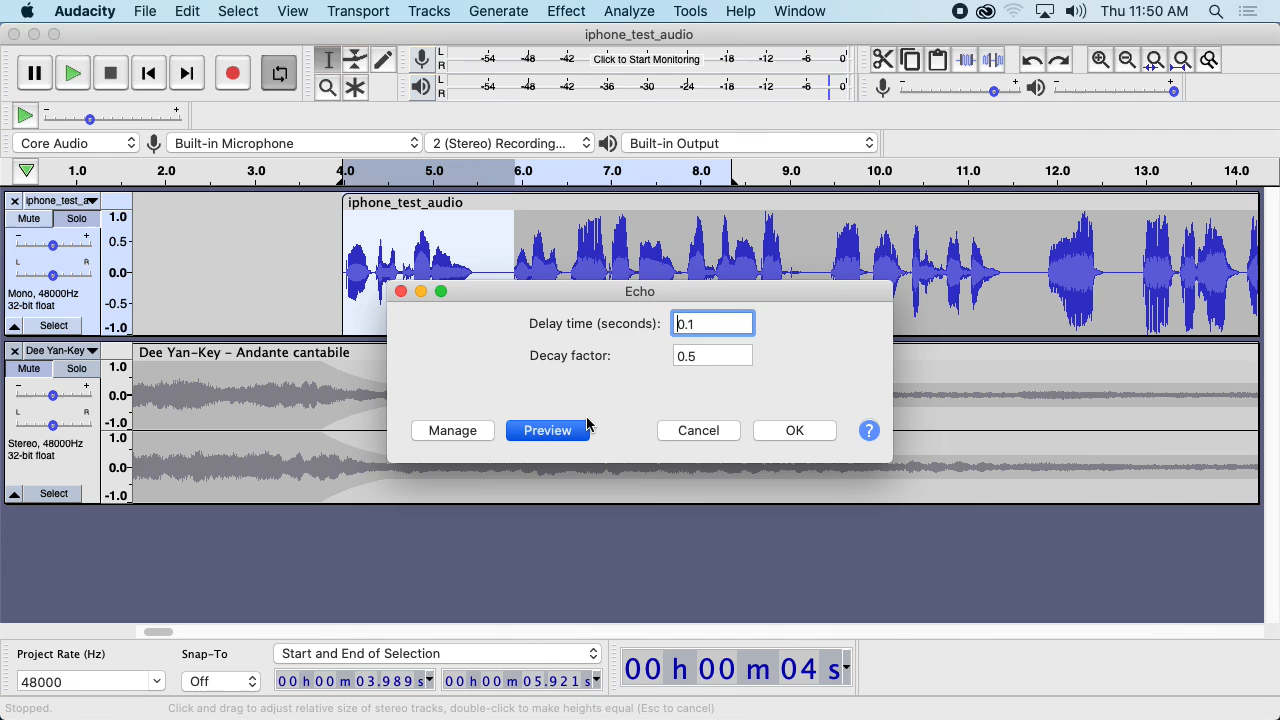 Audacity File Edit Select View Transport Tracks Generate Effect Analyze Tools Help Window Thu 11:50 AM
iphone_test_audio
L R -54 -48 -42 Click to Start Monitoring -18 -12 -6 0
L R -54 -48 -42 -36 -30 -24 -18 -12 -6 0
- + - +
- +
Core Audio Built-in Microphone 2 (Stereo) Recording... Built-in Output
1.0 2.0 3.0 4.0 5.0 6.0 7.0 8.0 9.0 10.0 11.0 12.0 13.0 14.0
iphone_test_a iphone_test_audio
Mute Solo 1.0
- + 0.5
L R
0.0
Mono, 48000Hz
32-bit float -0.5
Select -1.0
Echo
Delay time (seconds): 0.1
Decay factor: 0.5
Manage Preview Cancel OK ?
Dee Yan-Key Dee Yan-Key - Andante cantabile
Mute Solo 1.0
- + 0.0
L R -1.0
Stereo, 48000Hz 1.0
32-bit float
0.0
Select -1.0
Project Rate (Hz) Snap-To Start and End of Selection
48000 Off 00 h 00 m 03.989 s 00 h 00 m 05.921 s
00 h 00 m 04 s
Stopped. Click and drag to adjust relative size of stereo tracks, double-click to make heights equal (Esc to cancel)